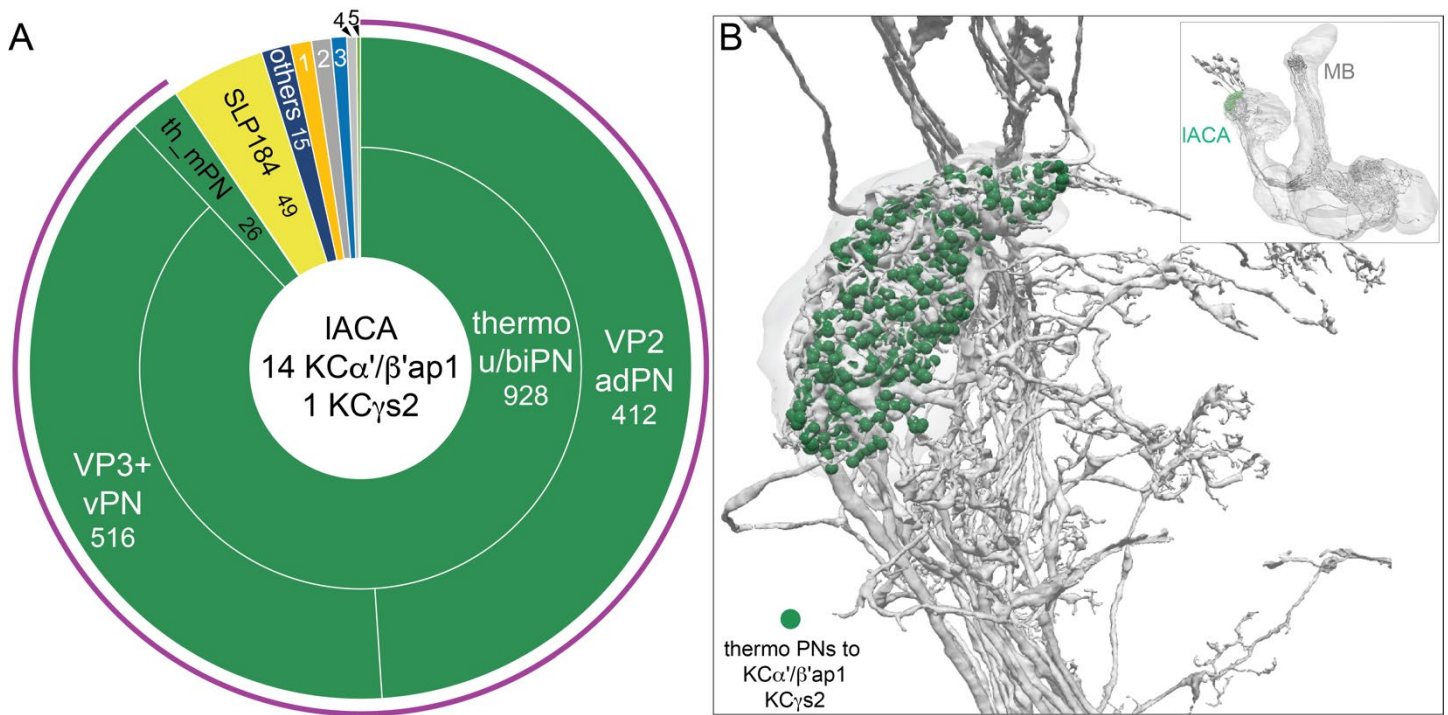 A
4
5
others 15
1
2
3
SLP184 49
th_mPN 26
lACA
14 KCα'/β'ap1
1 KCγs2
thermo
u/biPN
928
VP2
adPN
412
VP3+
vPN
516
B
MB
lACA
thermo PNs to
KCα'/β'ap1
KCγs2